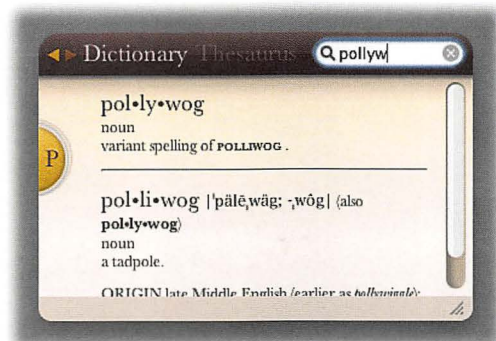 Dictionary Thesaurus pollyw
pol•ly•wog
noun
variant spelling of POLLIWOG .
P
pol•li•wog |ˈpälēˌwäg; -ˌwôg| (also
pol•ly•wog)
noun
a tadpole.
ORIGIN late Middle English (earlier as pollywiggle):